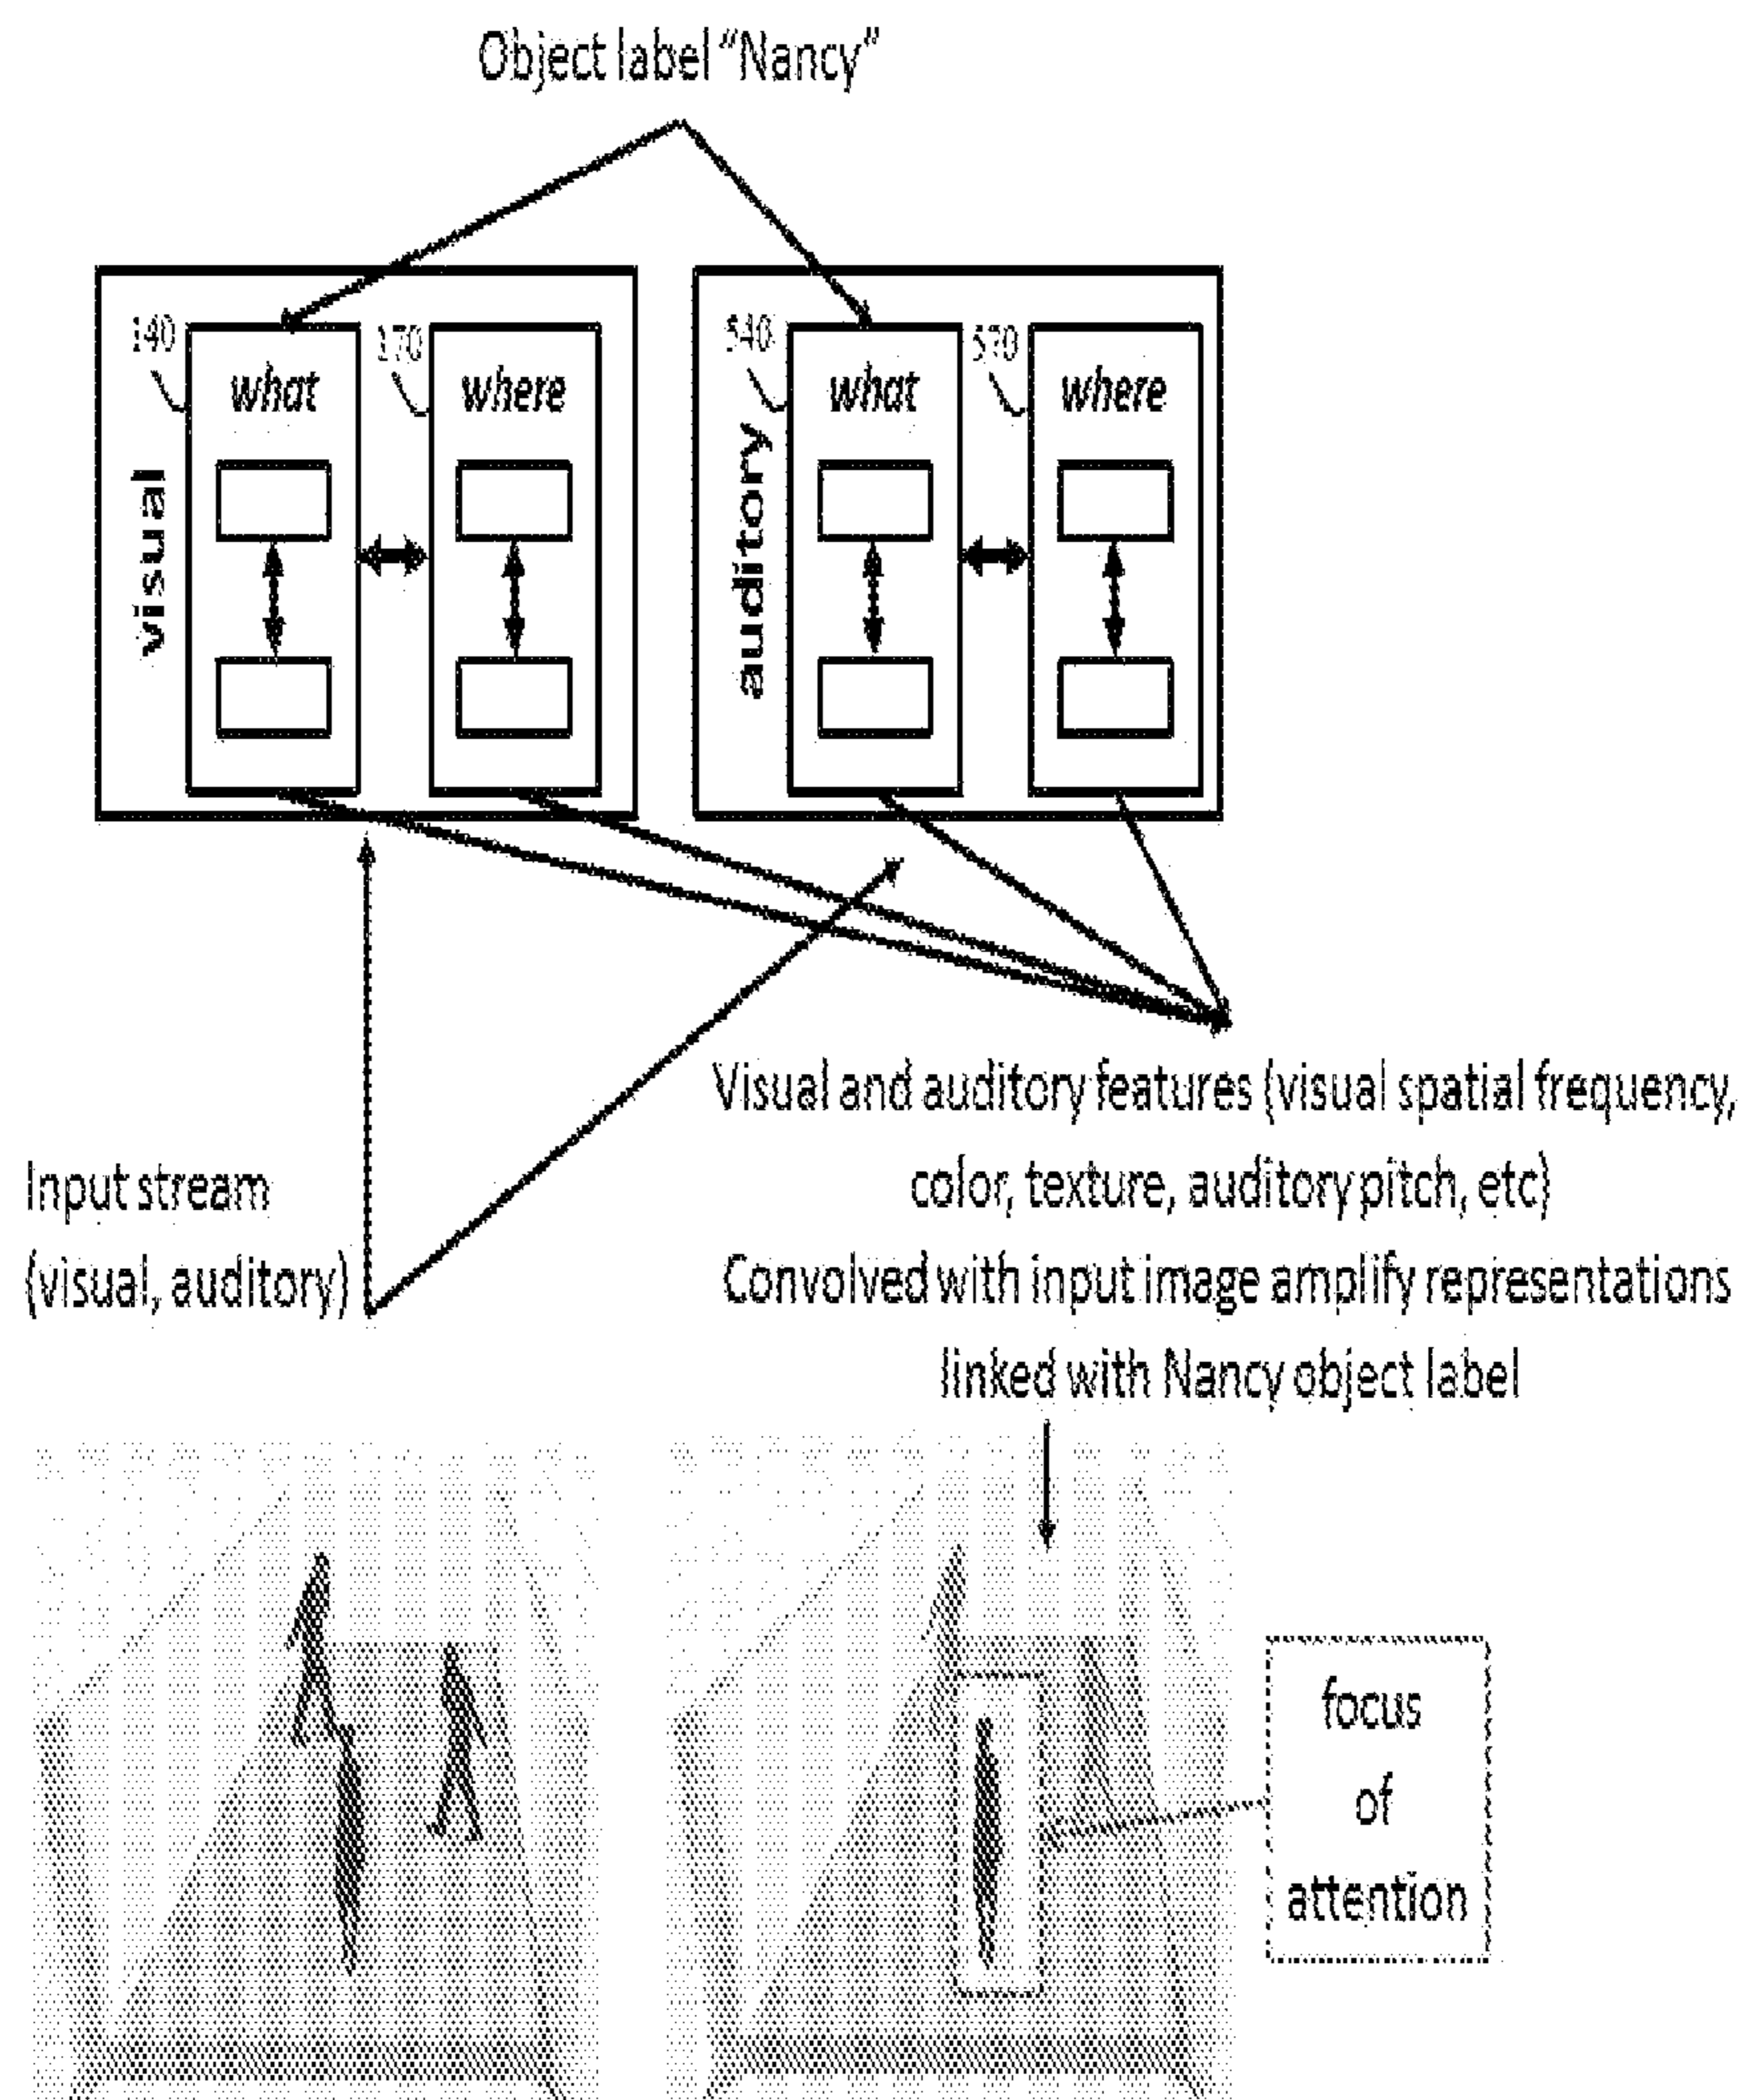 Object label “Nancy”
140
170
540
570
what
where
what
where
visual
auditory
Visual and auditory features (visual spatial frequency,
color, texture, auditory pitch, etc)
Convolved with input image amplify representations
linked with Nancy object label
Input stream
(visual, auditory)
focus
of
attention